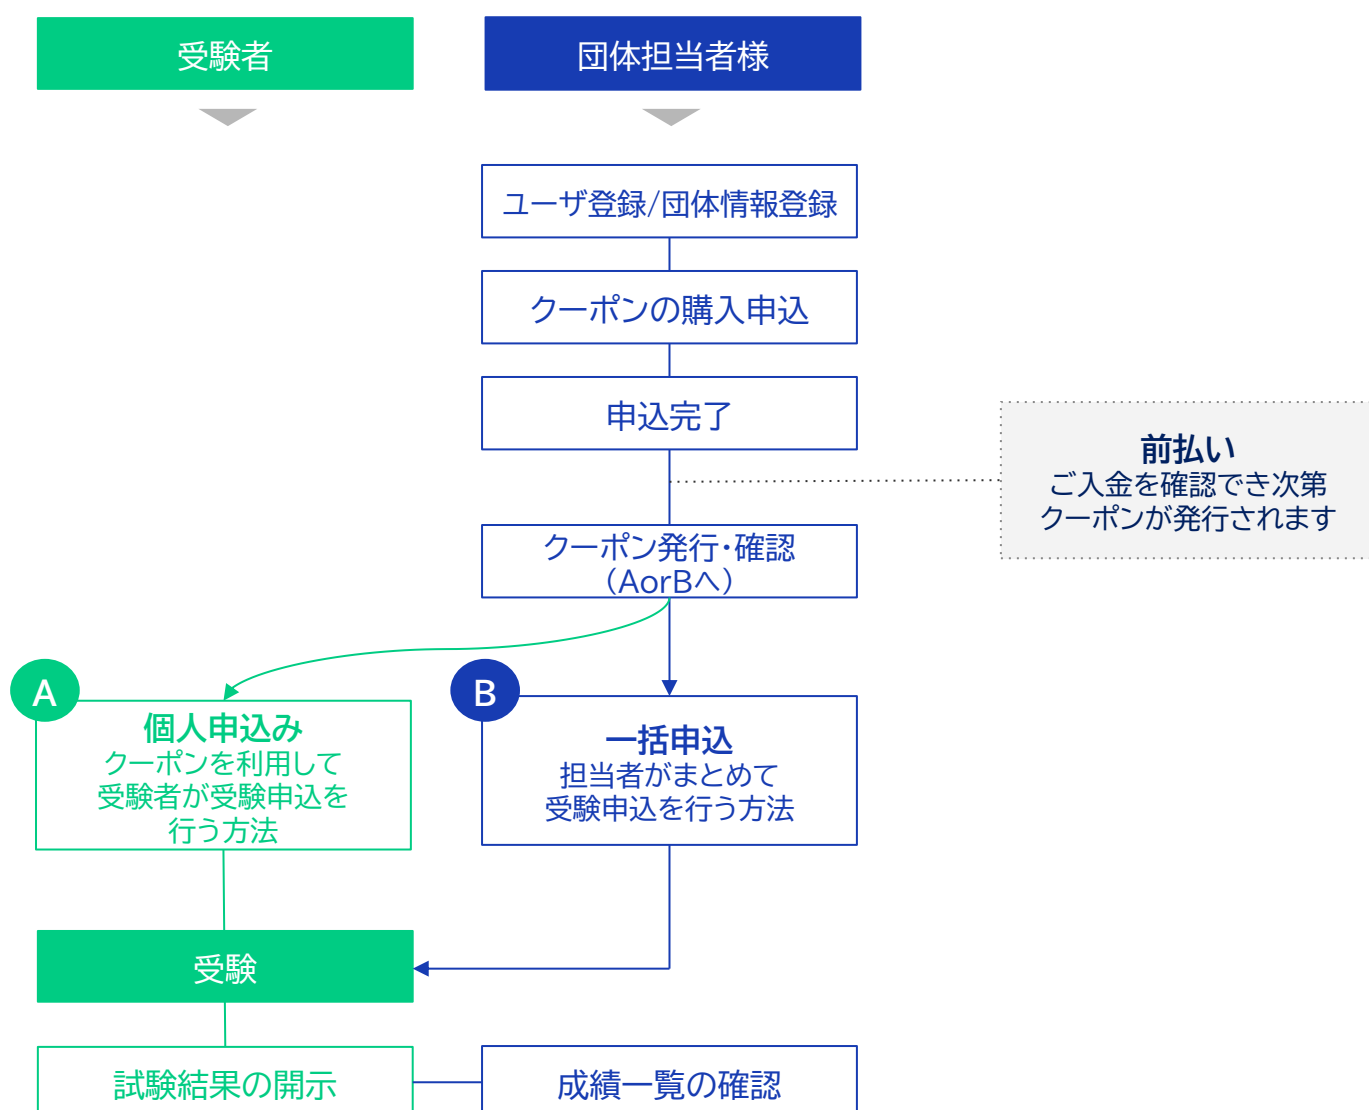 受験者
団体担当者様
ユーザ登録/団体情報登録
クーポンの購入申込
申込完了
前払い
ご入金を確認でき次第
クーポンが発行されます
クーポン発行・確認
（AorBへ）
A
個人申込み
クーポンを利用して
受験者が受験申込を
行う方法
B
一括申込
担当者がまとめて
受験申込を行う方法
受験
試験結果の開示
成績一覧の確認